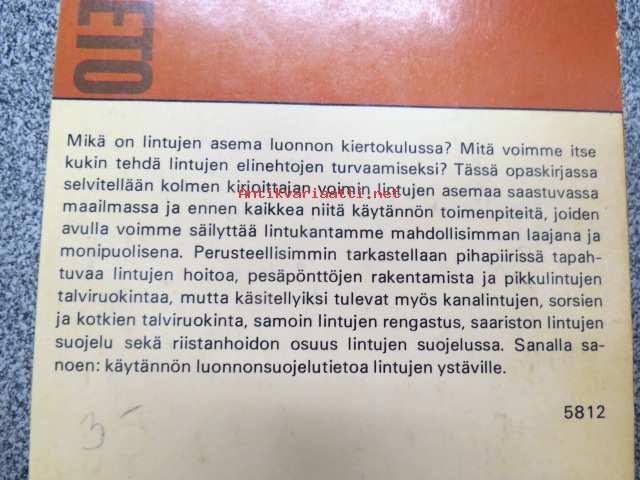 ETO
Mikä on lintujen asema luonnon kiertokulussa? Mitä voimme itse
kukin tehdä lintujen elinehtojen turvaamiseksi? Tässä opaskirjassa
selvitellään kolmen kirjoittajan voimin lintujen asemaa saastuvassa
Antikvariaatti.net
maailmassa ja ennen kaikkea niitä käytännön toimenpiteitä, joiden
avulla voimme säilyttää lintukantamme mahdollisimman laajana ja
monipuolisena. Perusteellisimmin tarkastellaan pihapiirissä tapah-
tuvaa lintujen hoitoa, pesäpönttöjen rakentamista ja pikkulintujen
talviruokintaa, mutta käsitellyiksi tulevat myös kanalintujen, sorsien
ja kotkien talviruokinta, samoin lintujen rengastus, saariston lintujen
suojelu sekä riistanhoidon osuus lintujen suojelussa. Sanalla sa-
noen: käytännön luonnonsuojelutietoa lintujen ystäville.
5812
3-